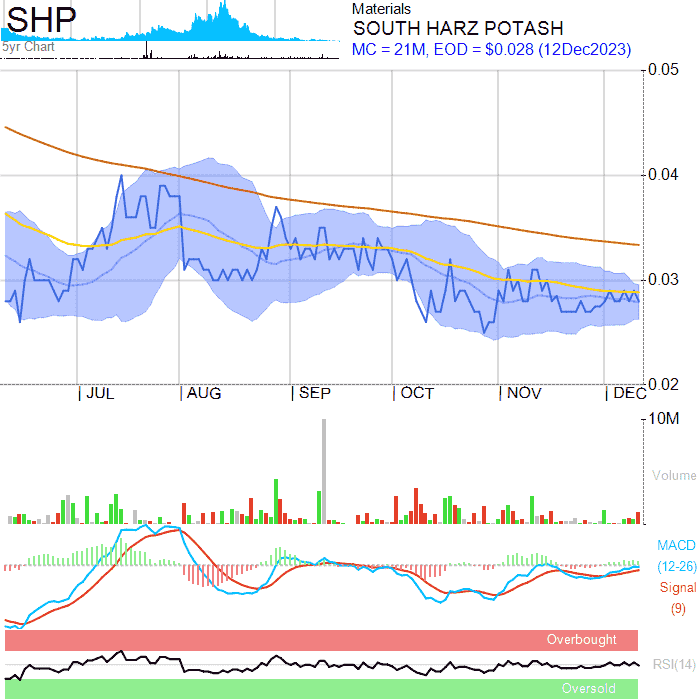 SHP
5yr Chart
Materials
SOUTH HARZ POTASH
MC = 21M, EOD = $0.028 (12Dec2023)
0.05
0.04
0.03
0.02
JUL AUG SEP OCT NOV DEC
10M
Volume
MACD
(12-26)
Signal
(9)
Overbought
RSI(14)
Oversold